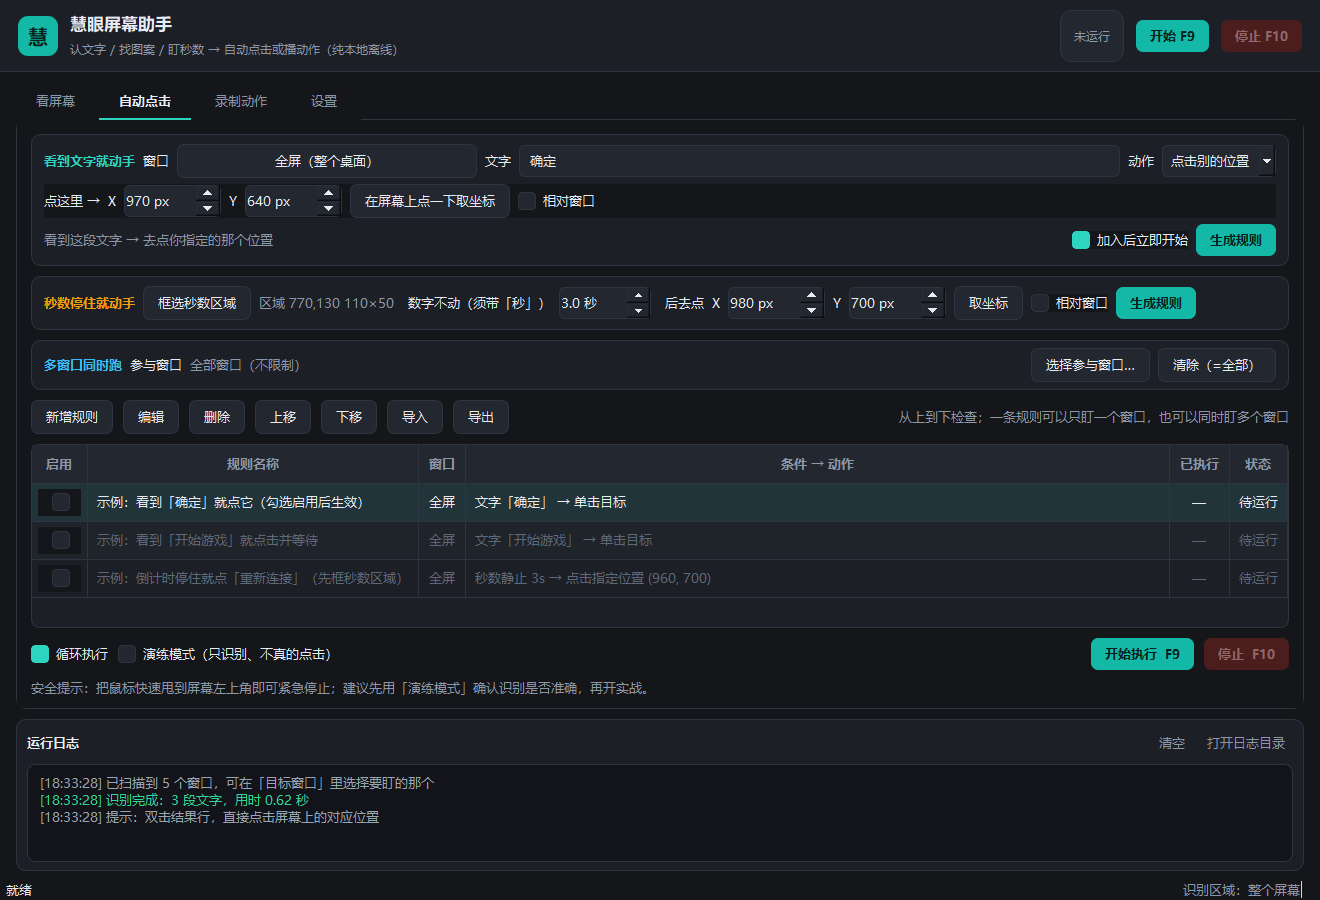 慧 慧眼屏幕助手
认文字 / 找图案 / 盯秒数 → 自动点击或播动作（纯本地离线）
未运行 开始 F9 停止 F10
看屏幕 自动点击 录制动作 设置
看到文字就动手 窗口 全屏（整个桌面） 文字 确定 动作 点击别的位置
点这里 → X 970 px Y 640 px 在屏幕上点一下取坐标 相对窗口
看到这段文字 → 去点你指定的那个位置 加入后立即开始 生成规则
秒数停住就动手 框选秒数区域 区域 770,130 110×50 数字不动（须带「秒」） 3.0 秒 后去点 X 980 px Y 700 px 取坐标 相对窗口 生成规则
多窗口同时跑 参与窗口 全部窗口（不限制） 选择参与窗口... 清除（=全部）
新增规则 编辑 删除 上移 下移 导入 导出 从上到下检查；一条规则可以只盯一个窗口，也可以同时盯多个窗口
启用 规则名称 窗口 条件 → 动作 已执行 状态
示例：看到「确定」就点它（勾选启用后生效） 全屏 文字「确定」 → 单击目标 — 待运行
示例：看到「开始游戏」就点击并等待 全屏 文字「开始游戏」 → 单击目标 — 待运行
示例：倒计时停住就点「重新连接」（先框秒数区域） 全屏 秒数静止 3s → 点击指定位置 (960, 700) — 待运行
循环执行 演练模式（只识别、不真的点击） 开始执行 F9 停止 F10
安全提示：把鼠标快速甩到屏幕左上角即可紧急停止；建议先用「演练模式」确认识别是否准确，再开实战。
运行日志 清空 打开日志目录
[18:33:28] 已扫描到 5 个窗口，可在「目标窗口」里选择要盯的那个
[18:33:28] 识别完成：3 段文字，用时 0.62 秒
[18:33:28] 提示：双击结果行，直接点击屏幕上的对应位置
就绪 识别区域：整个屏幕